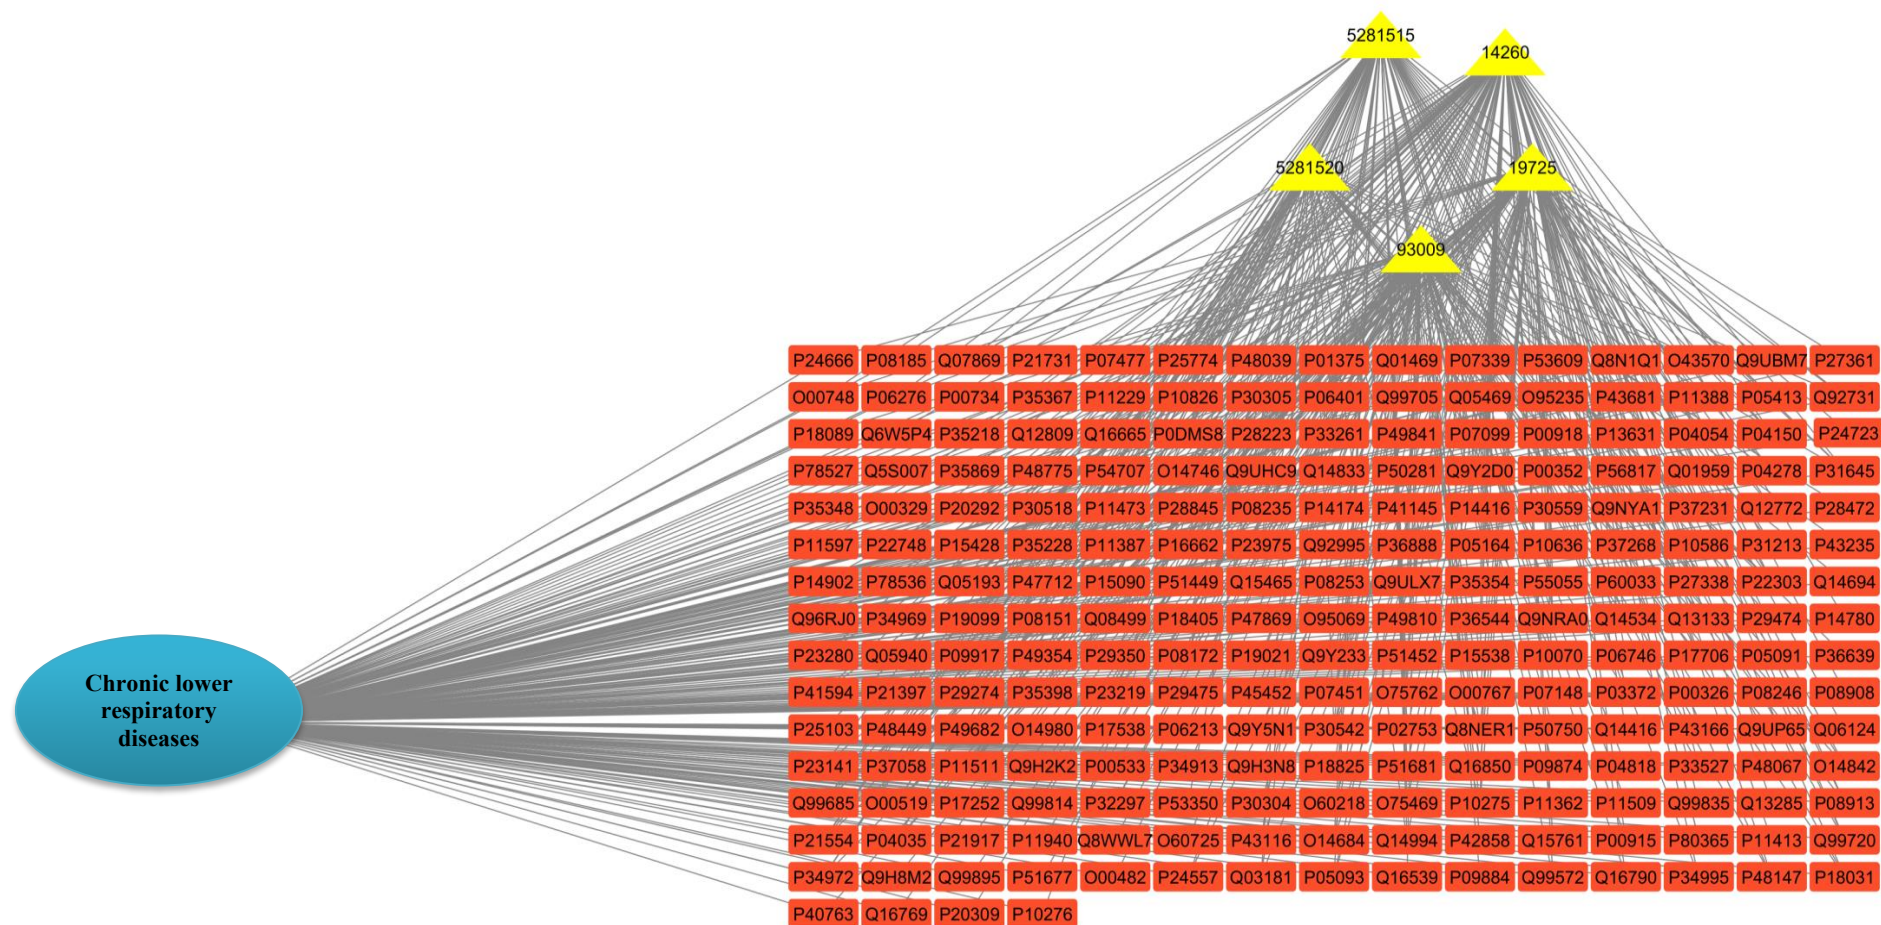 5281515
14260
5281520
19725
93009
P24666 P08185 Q07869 P21731 P07477 P25774 P48039 P01375 Q01469 P07339 P53609 Q8N1Q1 O43570 Q9UBM7 P27361
O00748 P06276 P00734 P35367 P11229 P10826 P30305 P06401 Q99705 Q05469 O95235 P43681 P11388 P05413 Q92731
P18089 Q6W5P4 P35218 Q12809 Q16665 P0DMS8 P28223 P33261 P49841 P07099 P00918 P13631 P04054 P04150 P24723
P78527 Q5S007 P35869 P48775 P54707 O14746 Q9UHC9 Q14833 P50281 Q9Y2D0 P00352 P56817 Q01959 P04278 P31645
P35348 O00329 P20292 P30518 P11473 P28845 P08235 P14174 P41145 P14416 P30559 Q9NYA1 P37231 Q12772 P28472
P11597 P22748 P15428 P35228 P11387 P16662 P23975 Q92995 P36888 P05164 P10636 P37268 P10586 P31213 P43235
P14902 P78536 Q05193 P47712 P15090 P51449 Q15465 P08253 Q9ULX7 P35354 P55055 P60033 P27338 P22303 Q14694
Q96RJ0 P34969 P19099 P08151 Q08499 P18405 P47869 O95069 P49810 P36544 Q9NRA0 Q14534 Q13133 P29474 P14780
P23280 Q05940 P09917 P49354 P29350 P08172 P19021 Q9Y233 P51452 P15538 P10070 P06746 P17706 P05091 P36639
P41594 P21397 P29274 P35398 P23219 P29475 P45452 P07451 O75762 O00767 P07148 P03372 P00326 P08246 P08908
Chronic lower
respiratory
diseases
P25103 P48449 P49682 O14980 P17538 P06213 Q9Y5N1 P30542 P02753 Q8NER1 P50750 Q14416 P43166 Q9UP65 Q06124
P23141 P37058 P11511 Q9H2K2 P00533 P34913 Q9H3N8 P18825 P51681 Q16850 P09874 P04818 P33527 P48067 O14842
Q99685 O00519 P17252 Q99814 P32297 P53350 P30304 O60218 O75469 P10275 P11362 P11509 Q99835 Q13285 P08913
P21554 P04035 P21917 P11940 Q8WWL7 O60725 P43116 O14684 Q14994 P42858 Q15761 P00915 P80365 P11413 Q99720
P34972 Q9H8M2 Q99895 P51677 O00482 P24557 Q03181 P05093 Q16539 P09884 Q99572 Q16790 P34995 P48147 P18031
P40763 Q16769 P20309 P10276